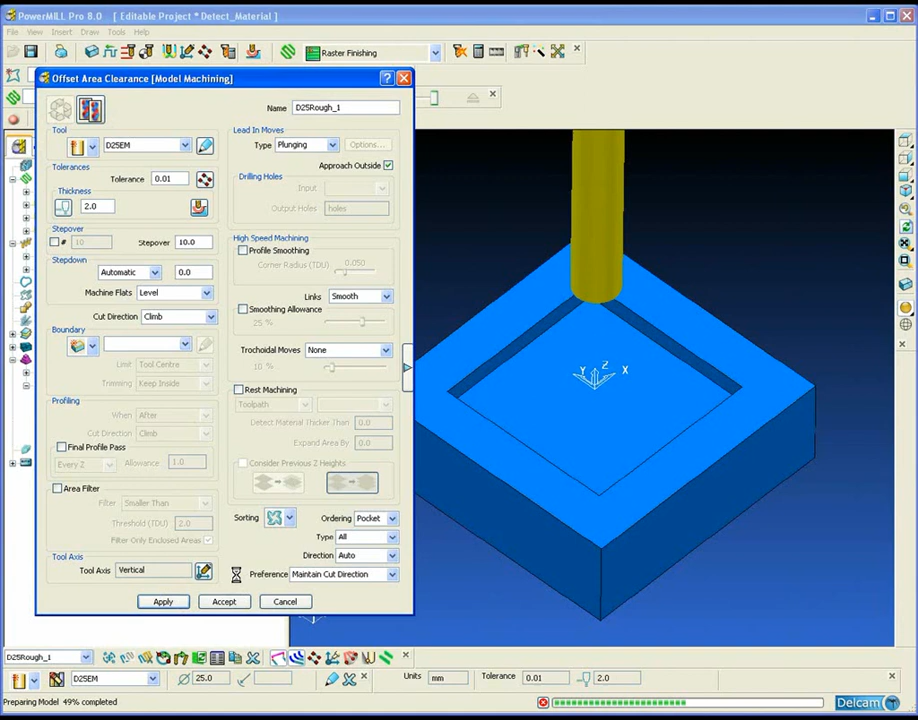 PowerMILL Pro 8.0 [ Editable Project * Detect_Material ]
File View Insert Draw Tools Help
Raster Finishing
Offset Area Clearance [Model Machining]
Name D25Rough_1
Tool
D25EM
Tolerances
Tolerance 0.01
Thickness
2.0
Stepover
# 10 Stepover 10.0
Stepdown
Automatic 0.0
Machine Flats Level
Cut Direction Climb
Boundary
Limit Tool Centre
Trimming Keep Inside
Profiling
When After
Cut Direction Climb
Final Profile Pass
Every Z Allowance 1.0
Area Filter
Filter Smaller Than
Threshold (TDU) 2.0
Filter Only Enclosed Areas
Tool Axis
Tool Axis Vertical
Lead In Moves
Type Plunging Options...
Approach Outside
Drilling Holes
Input
Output Holes holes
High Speed Machining
Profile Smoothing
Corner Radius (TDU) 0.050
Links Smooth
Smoothing Allowance
25 %
Trochoidal Moves None
10 %
Rest Machining
Toolpath
Detect Material Thicker Than 0.0
Expand Area By 0.0
Consider Previous Z Heights
Sorting Ordering Pocket
Type All
Direction Auto
Preference Maintain Cut Direction
Apply Accept Cancel
Y Z X
D25Rough_1
D25EM 25.0 Units mm Tolerance 0.01 2.0
Preparing Model 49% completed
Delcam